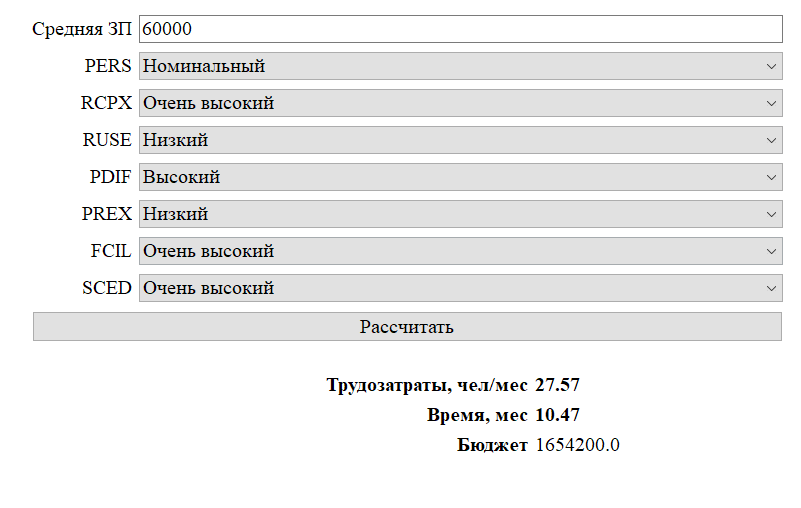 Средняя ЗП 60000
PERS Номинальный
RCPX Очень высокий
RUSE Низкий
PDIF Высокий
PREX Низкий
FCIL Очень высокий
SCED Очень высокий
Рассчитать
Трудозатраты, чел/мес 27.57
Время, мес 10.47
Бюджет 1654200.0